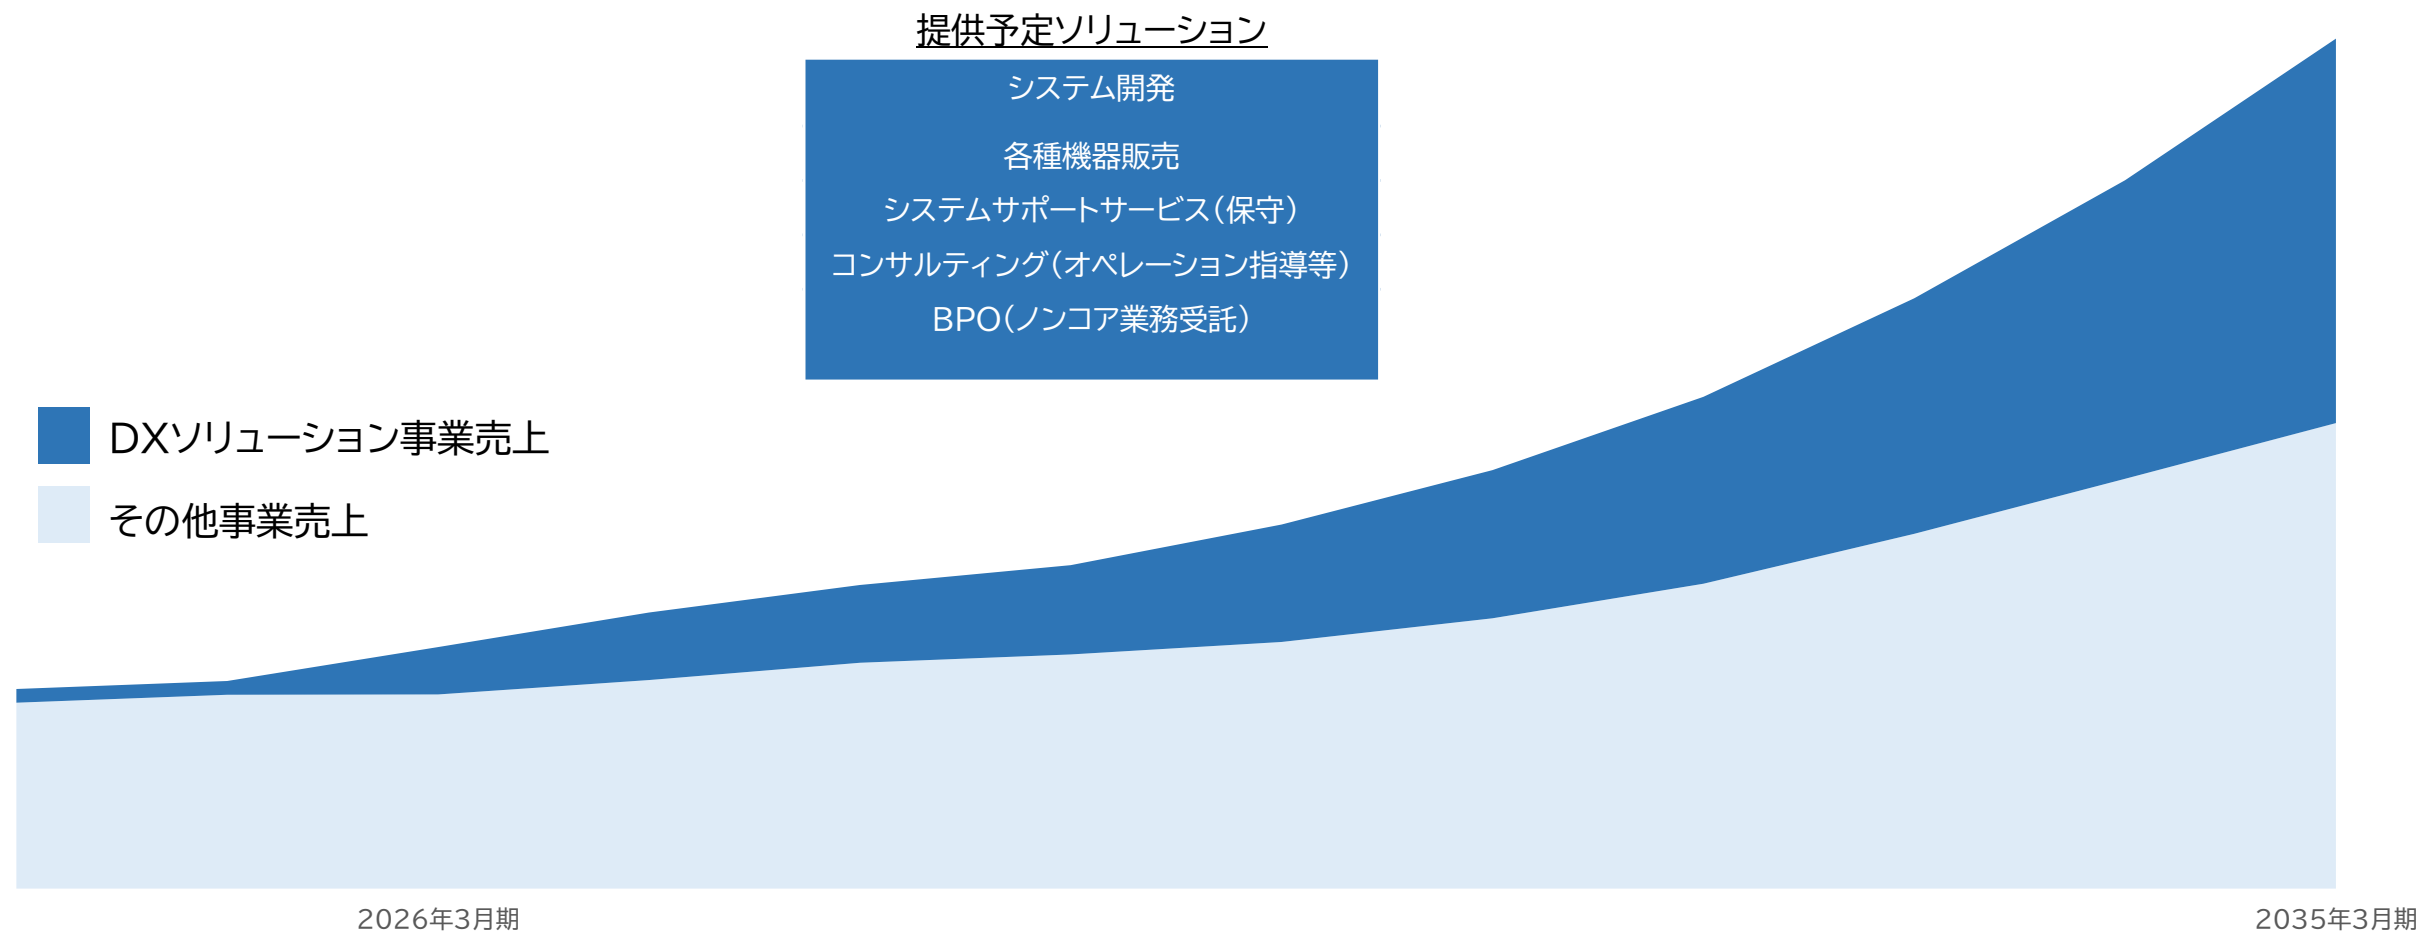 提供予定ソリューション
システム開発
各種機器販売
システムサポートサービス（保守）
コンサルティング（オペレーション指導等）
BPO（ノンコア業務受託）
DXソリューション事業売上
その他事業売上
2026年3月期
2035年3月期